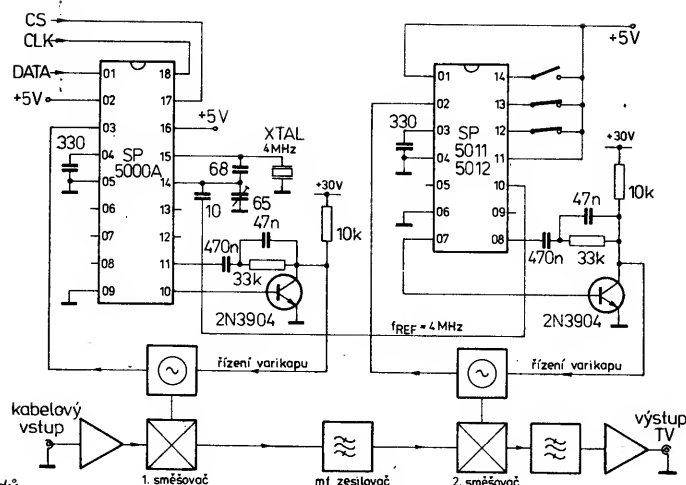 CS
CLK
DATA
+5V
01
02
03
04
05
06
07
08
09
18
17
16
15
14
13
12
11
10
SP
5000A
330
+5V
XTAL
4MHz
68
65
10
47n
470n
33k
+30V
10k
2N3904
+5V
01
02
03
04
05
06
07
14
13
12
11
10
09
08
SP
5011
5012
330
+30V
10k
47n
470n
33k
2N3904
fREF = 4MHz
řízení varikapu
řízení varikapu
kabelový
vstup
výstup
TV
1. směšovač
mf zesilovač
2. směšovač